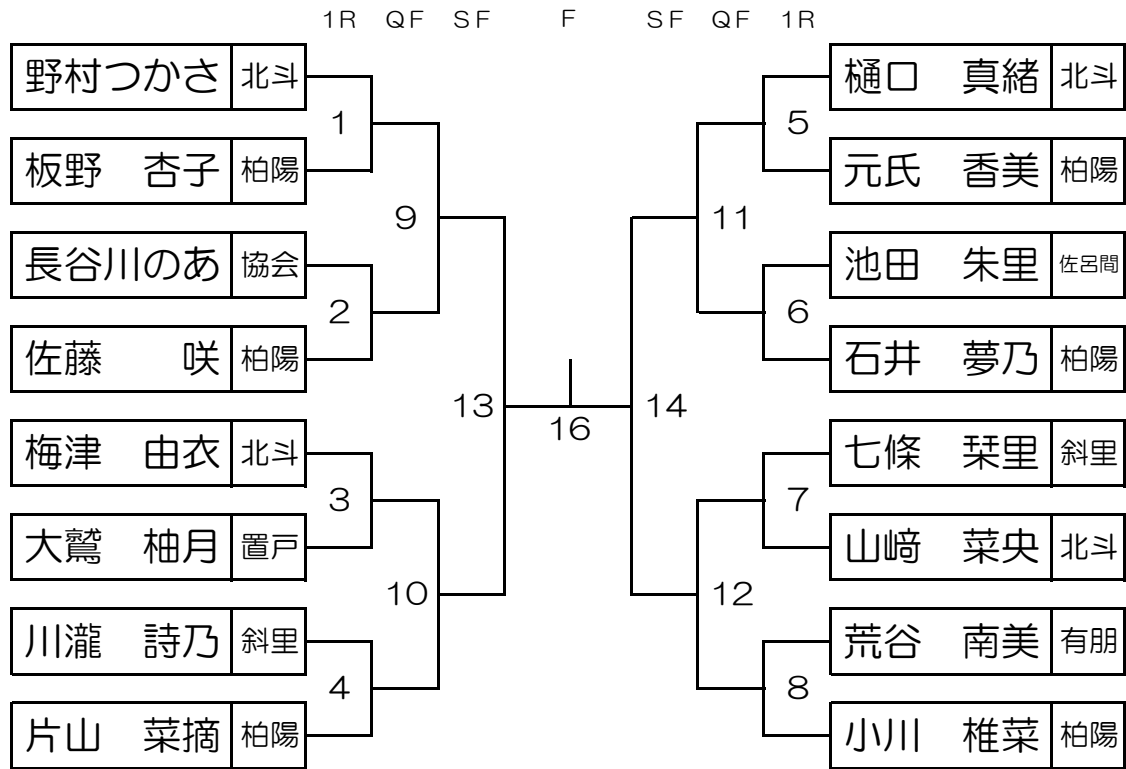 1R QF SF F SF QF 1R
野村つかさ 北斗
板野　杏子 柏陽
長谷川のあ 協会
佐藤　　咲 柏陽
梅津　由衣 北斗
大鷲　柚月 置戸
川瀧　詩乃 斜里
片山　菜摘 柏陽
1
2
3
4
9
10
13
16
14
11
12
5
6
7
8
樋口　真緒 北斗
元氏　香美 柏陽
池田　朱里 佐呂間
石井　夢乃 柏陽
七條　栞里 斜里
山﨑　菜央 北斗
荒谷　南美 有朋
小川　椎菜 柏陽